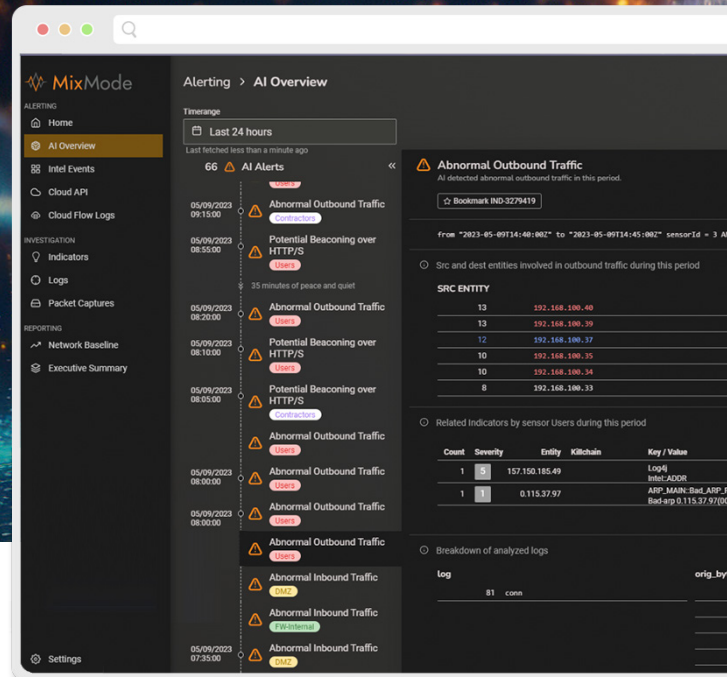 MixMode
ALERTING
Home
AI Overview
Intel Events
Cloud API
Cloud Flow Logs
INVESTIGATION
Indicators
Logs
Packet Captures
REPORTING
Network Baseline
Executive Summary
Settings
Alerting > AI Overview
Timerange
Last 24 hours
Last fetched less than a minute ago
66 AI Alerts «
Users
05/09/2023
09:15:00
Abnormal Outbound Traffic
Contractors
05/09/2023
08:55:00
Potential Beaconing over
HTTP/S
Users
35 minutes of peace and quiet
05/09/2023
08:20:00
Abnormal Outbound Traffic
Users
05/09/2023
08:10:00
Potential Beaconing over
HTTP/S
Users
05/09/2023
08:05:00
Potential Beaconing over
HTTP/S
Contractors
Abnormal Outbound Traffic
Users
05/09/2023
08:00:00
Abnormal Outbound Traffic
Users
05/09/2023
08:00:00
Abnormal Outbound Traffic
Users
Abnormal Outbound Traffic
Users
Abnormal Inbound Traffic
DMZ
Abnormal Inbound Traffic
FW-Internal
05/09/2023
07:35:00
Abnormal Inbound Traffic
DMZ
Abnormal Outbound Traffic
AI detected abnormal outbound traffic in this period.
Bookmark IND-3279419
from "2023-05-09T14:40:00Z" to "2023-05-09T14:45:00Z" sensorId = 3 A
Src and dest entities involved in outbound traffic during this period
SRC ENTITY
13 192.168.100.40
13 192.168.100.39
12 192.168.100.37
10 192.168.100.35
10 192.168.100.34
8 192.168.100.33
Related Indicators by sensor Users during this period
Count Severity Entity Killchain Key / Value
1 5 157.150.185.49 Log4j
Intel::ADDR
1 1 0.115.37.97 ARP_MAIN::Bad_ARP_
Bad-arp 0.115.37.97(00
Breakdown of analyzed logs
log orig_by
81 conn